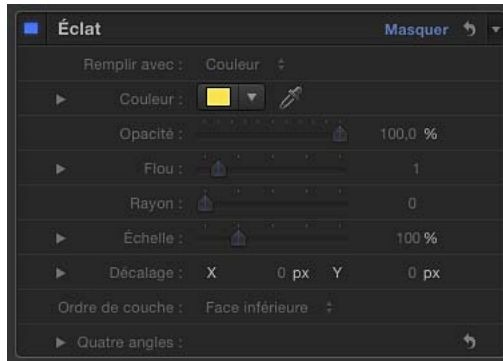 Éclat Masquer
Remplir avec : Couleur
Couleur :
Opacité : 100,0 %
Flou : 1
Rayon : 0
Échelle : 100 %
Décalage : X 0 px Y 0 px
Ordre de couche : Face inférieure
Quatre angles :